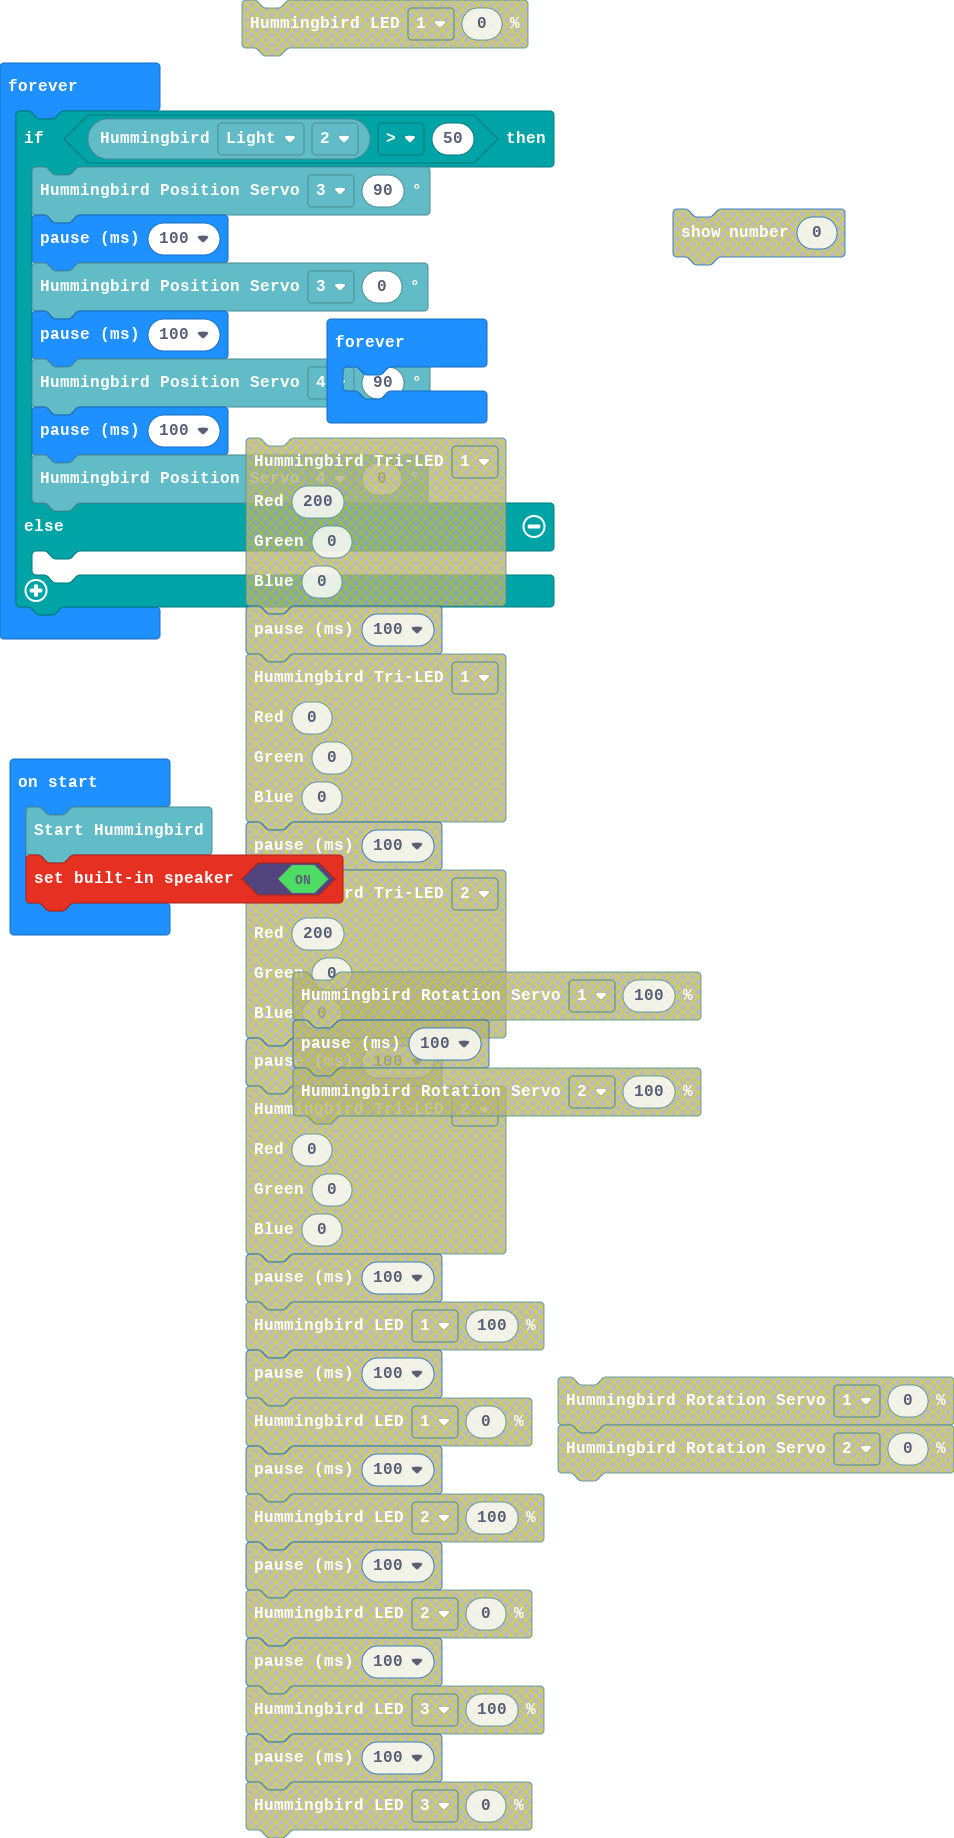 Hummingbird LED 1 0 %
forever
if Hummingbird Light 2 > 50 then
Hummingbird Position Servo 3 90 °
pause (ms) 100
Hummingbird Position Servo 3 0 °
pause (ms) 100
Hummingbird Position Servo 4 90 °
pause (ms) 100
Hummingbird Position Servo 4 0 °
else
show number 0
forever
Hummingbird Tri-LED 1
Red 200
Green 0
Blue 0
pause (ms) 100
Hummingbird Tri-LED 1
Red 0
Green 0
Blue 0
pause (ms) 100
on start
Start Hummingbird
set built-in speaker ON
rd Tri-LED 2
Red 200
Green 0
Blue 0
pause (ms) 100
Hummingbird Tri-LED 2
Red 0
Green 0
Blue 0
Hummingbird Rotation Servo 1 100 %
pause (ms) 100
Hummingbird Rotation Servo 2 100 %
pause (ms) 100
Hummingbird LED 1 100 %
pause (ms) 100
Hummingbird LED 1 0 %
pause (ms) 100
Hummingbird LED 2 100 %
pause (ms) 100
Hummingbird LED 2 0 %
pause (ms) 100
Hummingbird LED 3 100 %
pause (ms) 100
Hummingbird LED 3 0 %
Hummingbird Rotation Servo 1 0 %
Hummingbird Rotation Servo 2 0 %